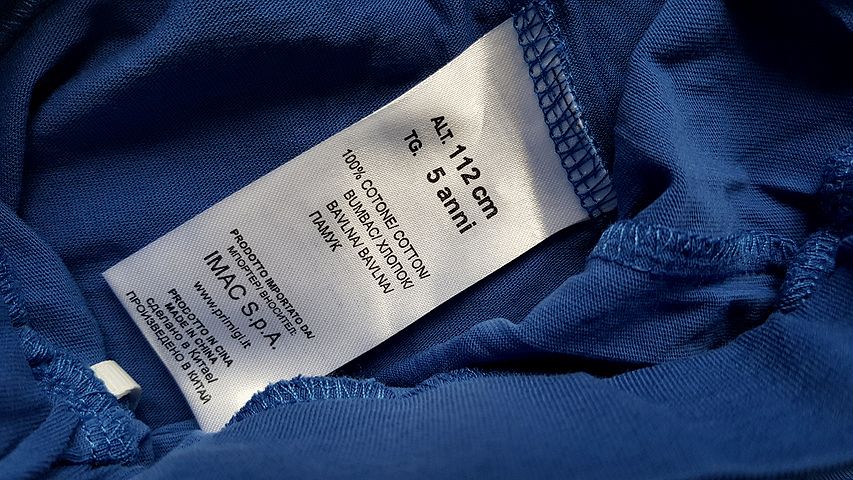 ALT. 112 cm
TG. 5 anni
100% COTONE/ COTTON/
BUMBAC/ ХЛОПОК/
BAVLNA/ BAVLNA/
ПАМУК
PRODOTTO IMPORTATO DA/
ИМПОРТЕР/ ВНОСИТЕЛ:
IMAC S.p.A.
www.primigi.it
PRODOTTO IN CINA
MADE IN CHINA
сделано в Китае/
ПРОИЗВЕДЕНО В КИТАЙ